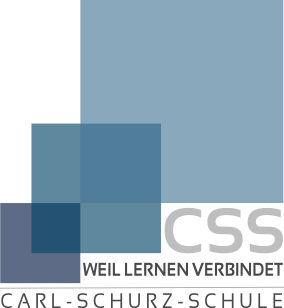 CSS
WEIL LERNEN VERBINDET
CARL-SCHURZ-SCHULE